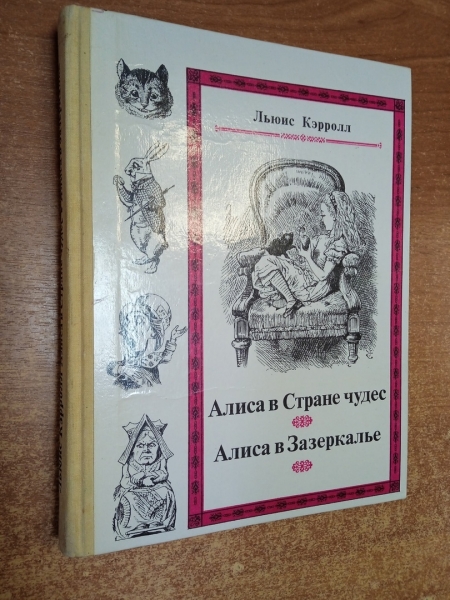 Льюис Кэрролл
Алиса в Стране чудес
Алиса в Зазеркалье